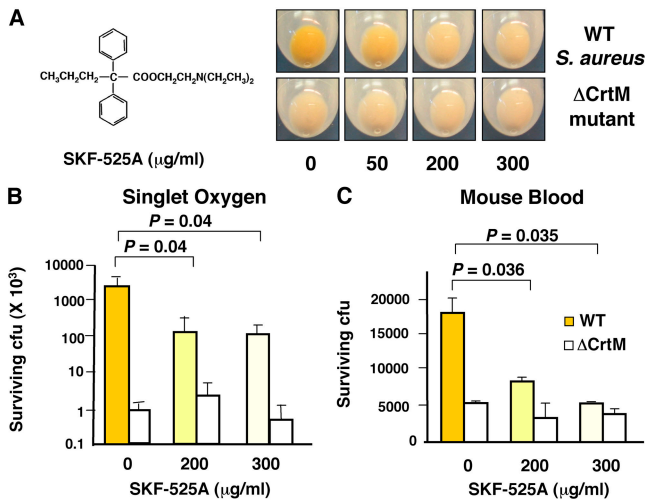 A
CH₃CH₂CH₂–C–COOCH₂CH₂N(CH₂CH₃)₂
SKF-525A (μg/ml)
WT
S. aureus
ΔCrtM
mutant
0 50 200 300
B
Singlet Oxygen
P = 0.04
P = 0.04
Surviving cfu (X 10³)
10000
1000
100
10
1
0.1
0 200 300
SKF-525A (μg/ml)
C
Mouse Blood
P = 0.035
P = 0.036
Surviving cfu
20000
15000
10000
5000
0
WT
ΔCrtM
0 200 300
SKF-525A (μg/ml)